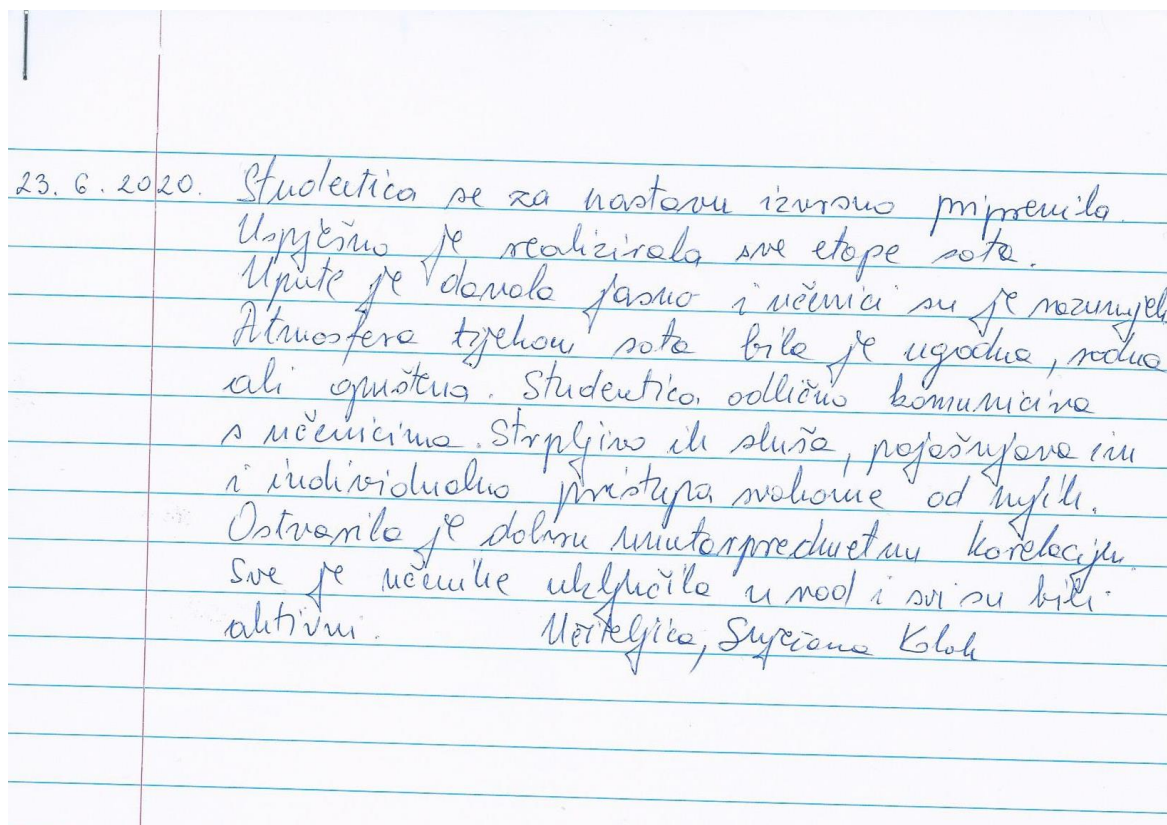 23. 6. 2020. Studentica se za nastavu izvrsno pripremila.
Uspješno je realizirala sve etape sata.
Upute je davala jasno i učenici su je razumjeli.
Atmosfera tijekom sata bila je ugodna, radna
ali opuštena. Studentica odlično komunicira
s učenicima. Strpljivo ih sluša, pojašnjava im
i individualno pristupa svakome od njih.
Ostvarila je dobru unutarpredmetnu korelaciju.
Sve je učenike uključila u rad i svi su bili
aktivni. Učiteljica, Snježana